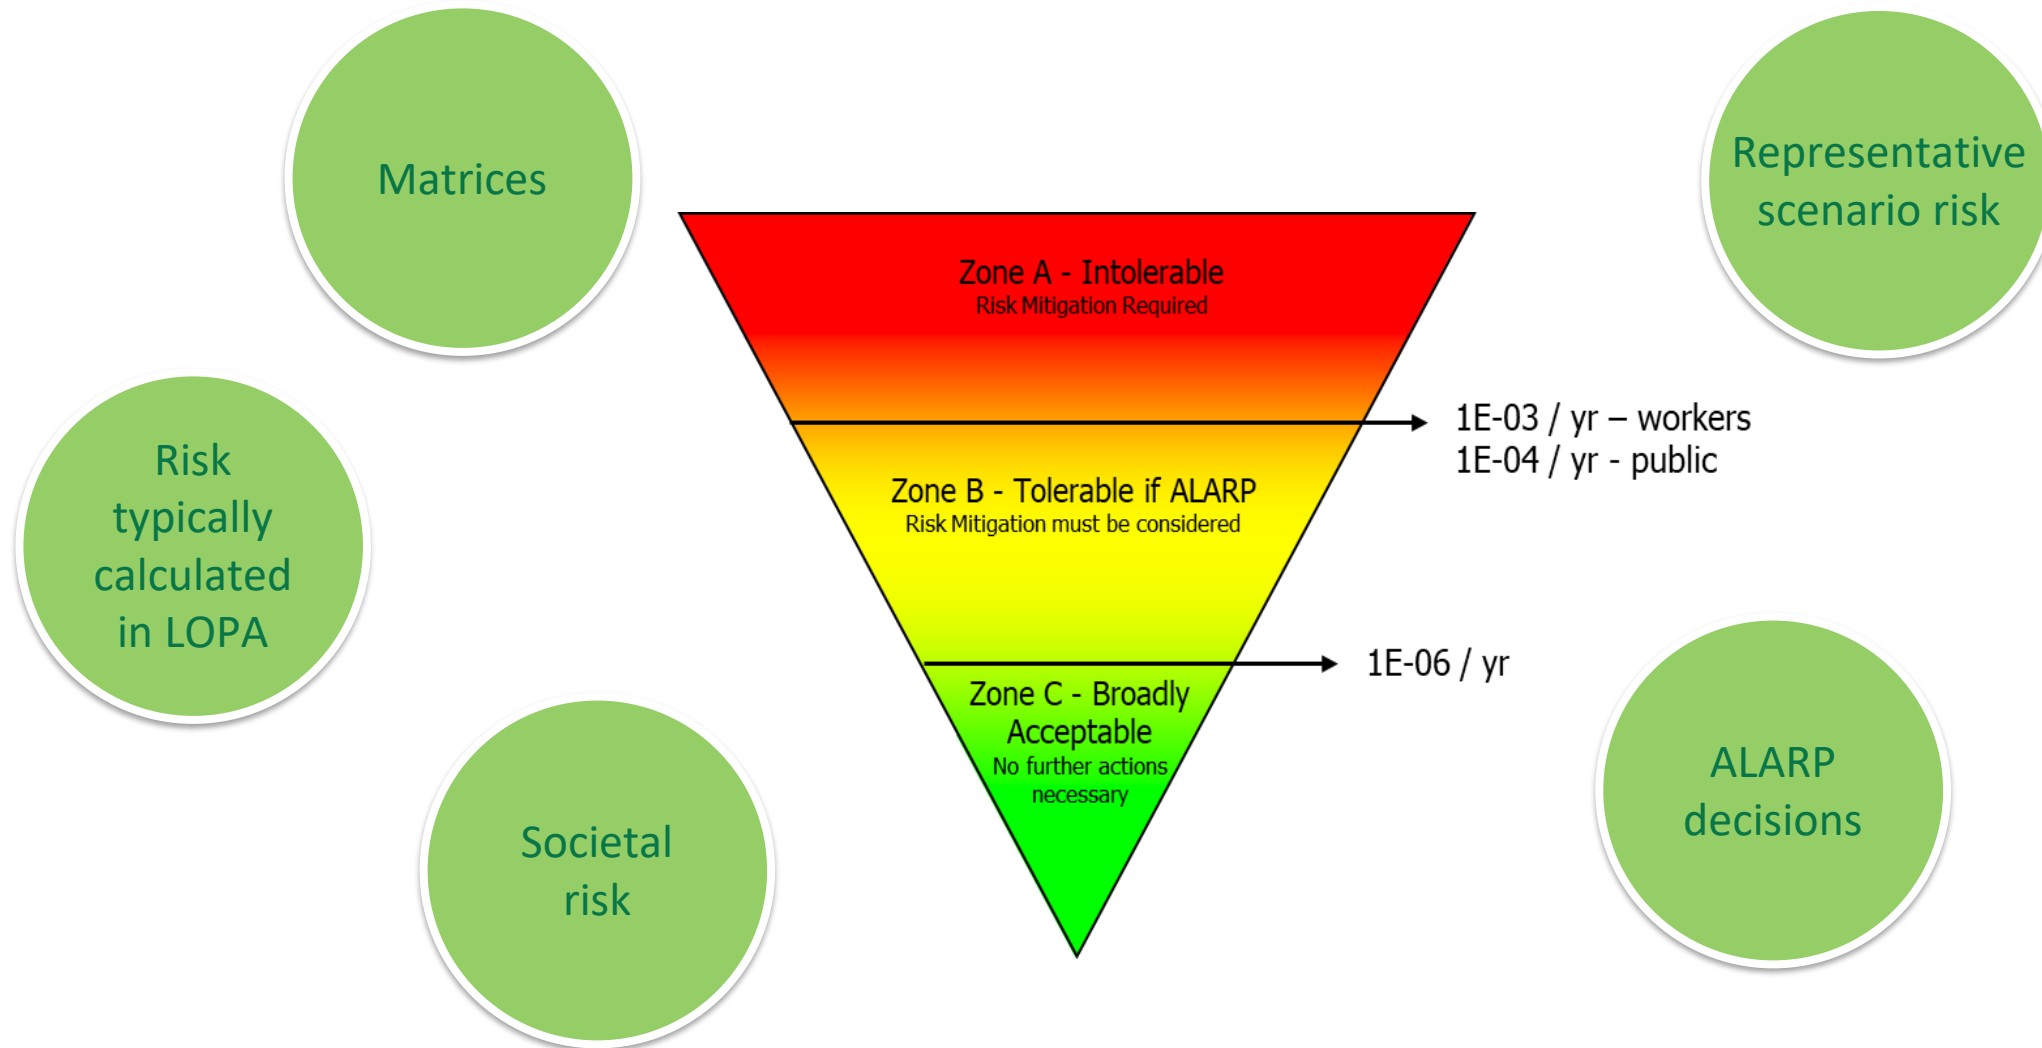 Matrices
Representative
scenario risk
Zone A - Intolerable
Risk Mitigation Required
1E-03 / yr – workers
1E-04 / yr - public
Risk
typically
calculated
in LOPA
Zone B - Tolerable if ALARP
Risk Mitigation must be considered
1E-06 / yr
Zone C - Broadly
Acceptable
No further actions
necessary
Societal
risk
ALARP
decisions